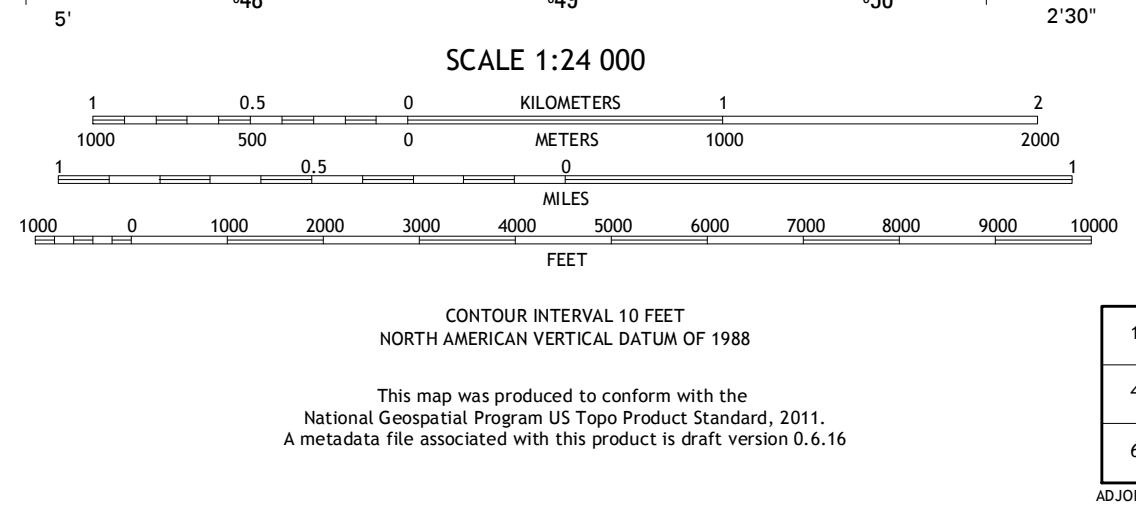 5' 2'30"
SCALE 1:24 000
1 0.5 0 KILOMETERS 1 2
1000 500 0 METERS 1000 2000
1 0.5 0 1
MILES
1000 0 1000 2000 3000 4000 5000 6000 7000 8000 9000 10000
FEET
CONTOUR INTERVAL 10 FEET
NORTH AMERICAN VERTICAL DATUM OF 1988
This map was produced to conform with the
National Geospatial Program US Topo Product Standard, 2011.
A metadata file associated with this product is draft version 0.6.16